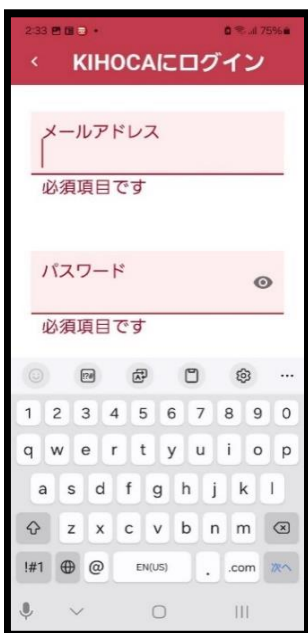 2:33 75%
KIHOCAにログイン
メールアドレス
必須項目です
パスワード
必須項目です
1 2 3 4 5 6 7 8 9 0
q w e r t y u i o p
a s d f g h j k l
z x c v b n m
!#1 @ EN(US) . .com 次へ